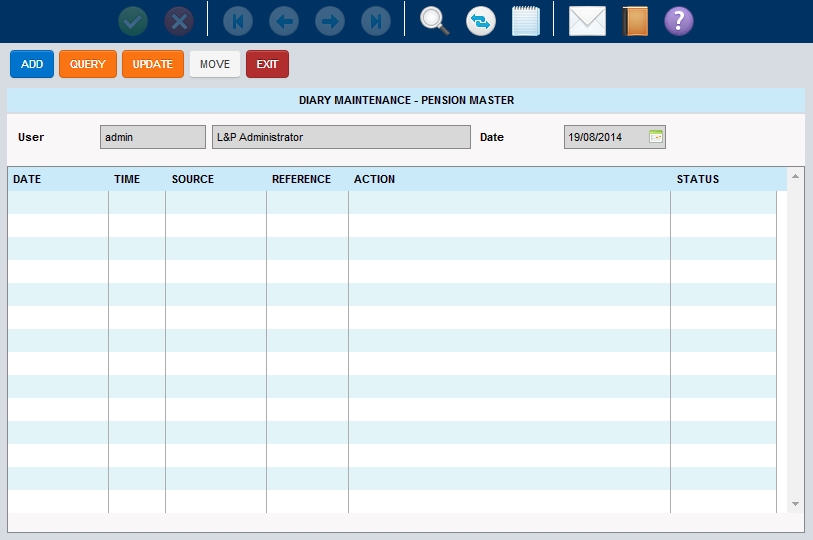 ADD QUERY UPDATE MOVE EXIT
DIARY MAINTENANCE - PENSION MASTER
User admin L&P Administrator Date 19/08/2014
DATE TIME SOURCE REFERENCE ACTION STATUS